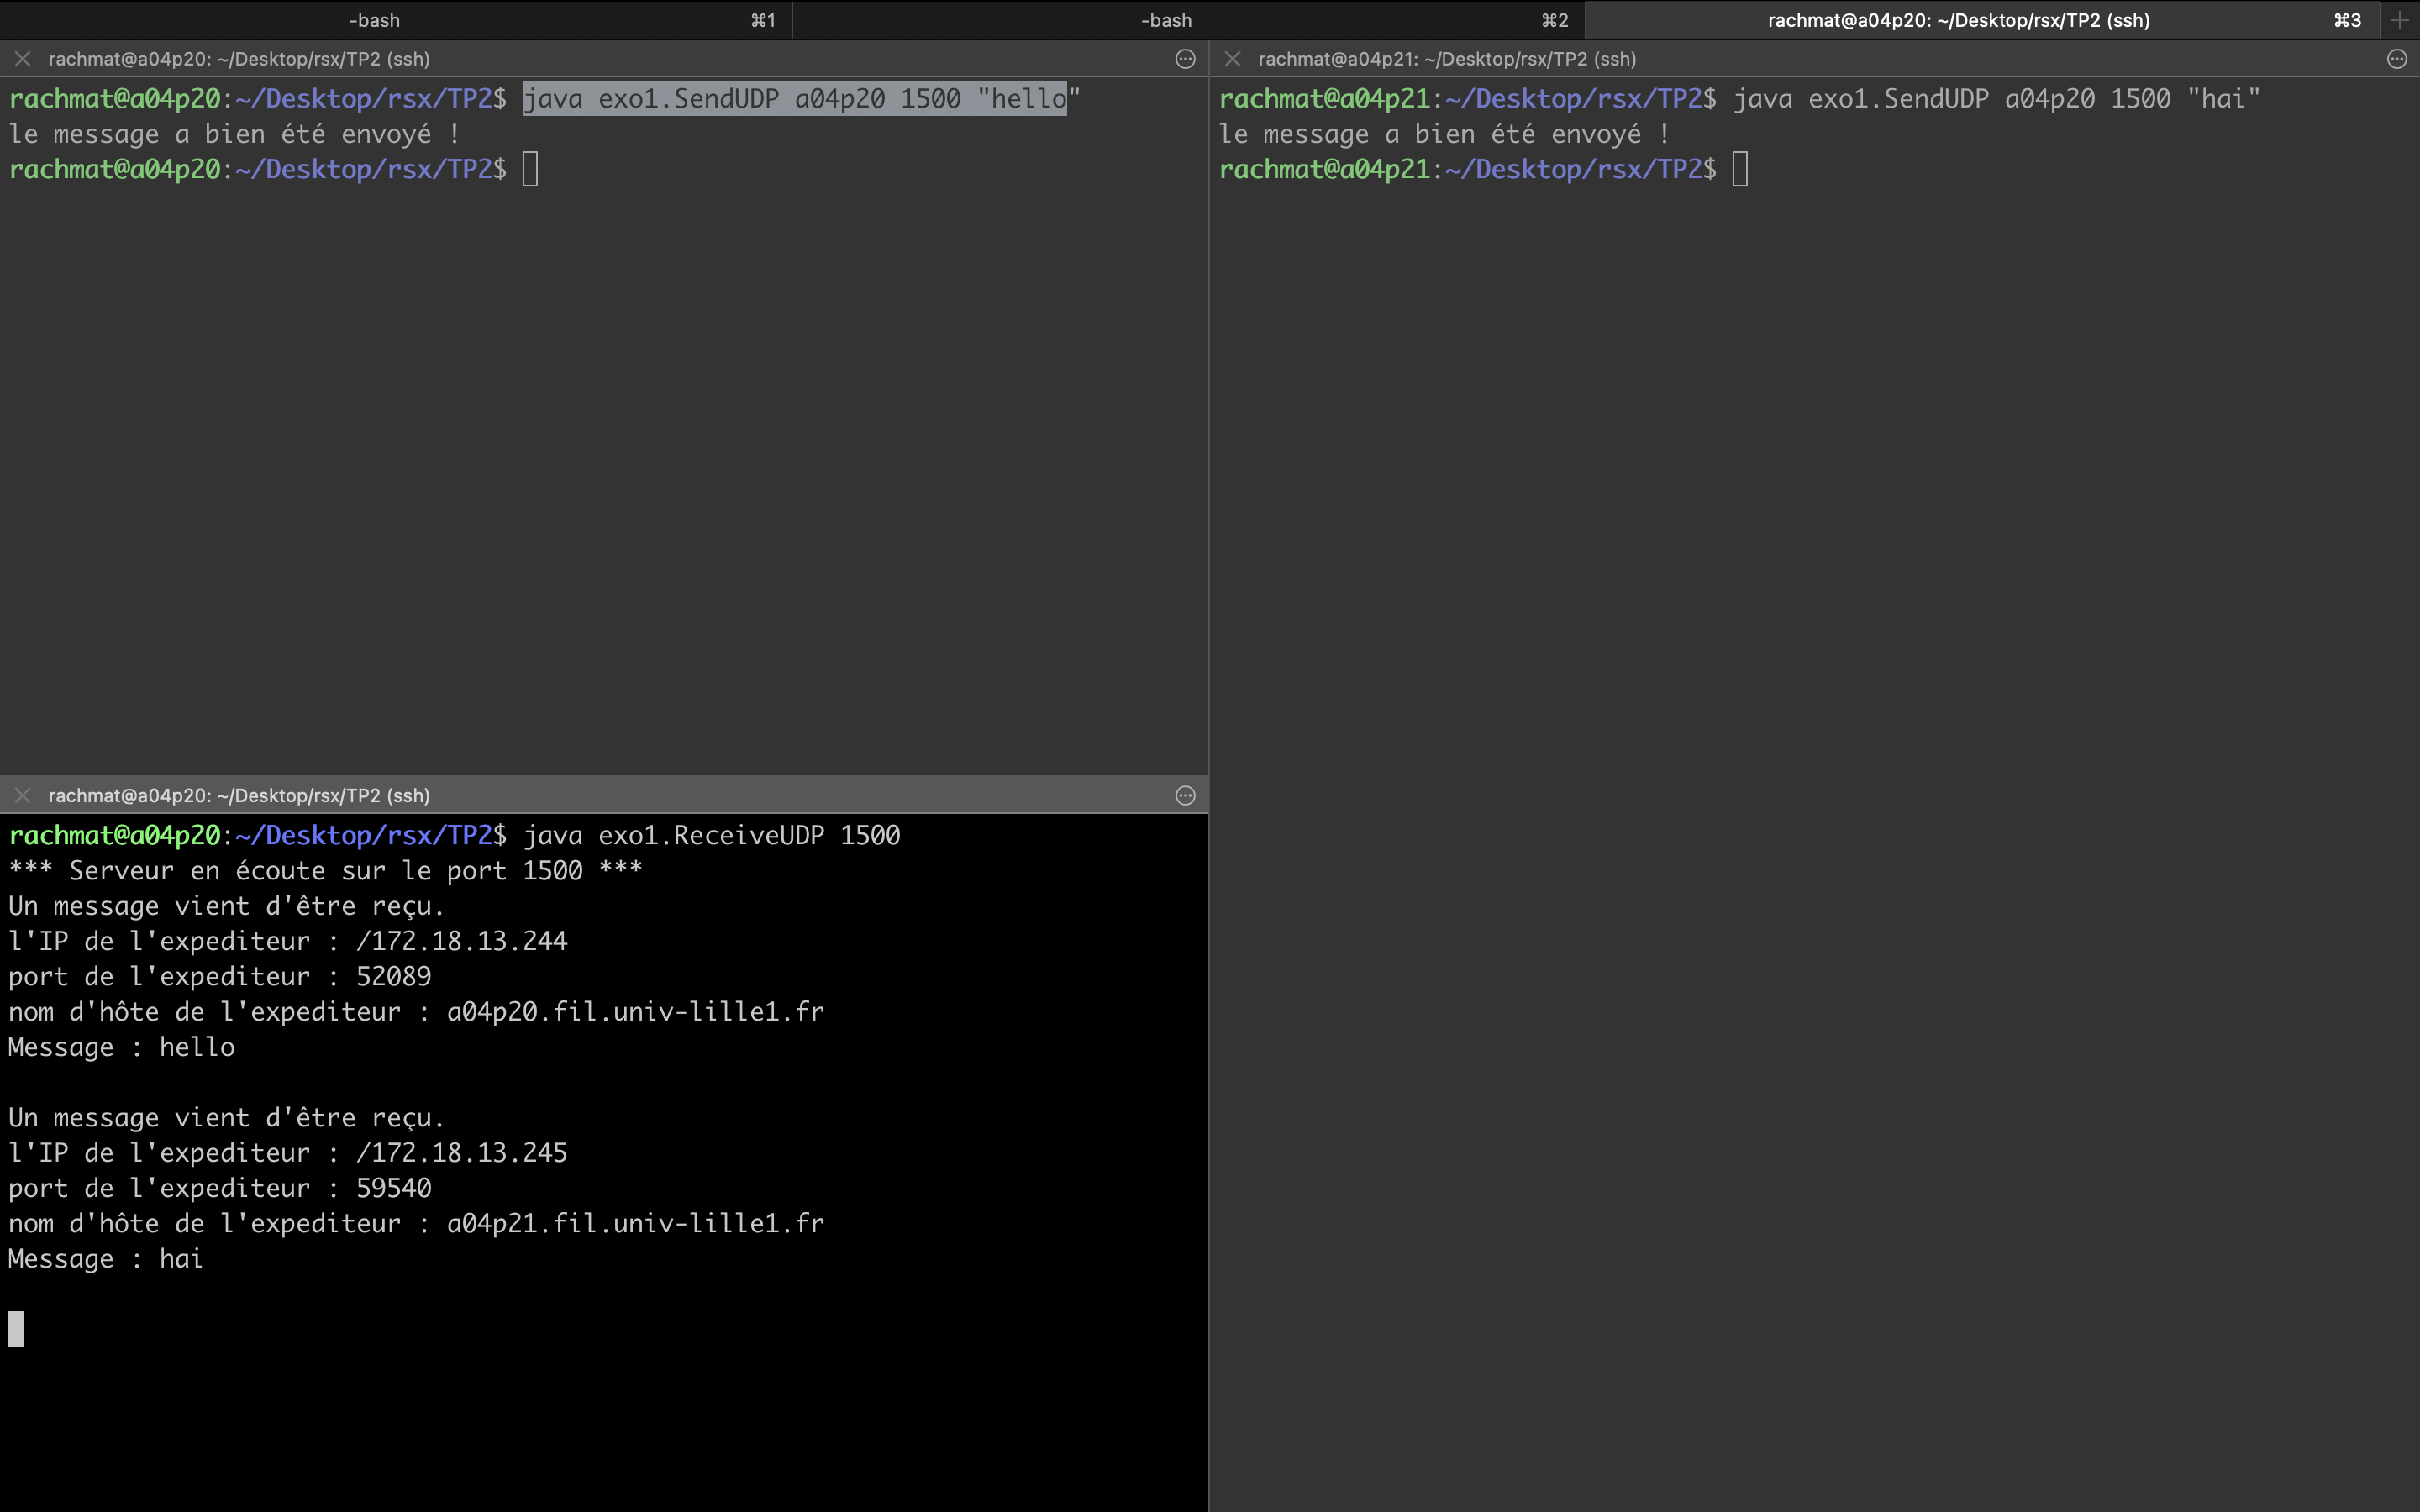 -bash ⌘1 -bash ⌘2 rachmat@a04p20: ~/Desktop/rsx/TP2 (ssh) ⌘3
rachmat@a04p20: ~/Desktop/rsx/TP2 (ssh)
rachmat@a04p20:~/Desktop/rsx/TP2$ java exo1.SendUDP a04p20 1500 "hello"
le message a bien été envoyé !
rachmat@a04p20:~/Desktop/rsx/TP2$
rachmat@a04p21: ~/Desktop/rsx/TP2 (ssh)
rachmat@a04p21:~/Desktop/rsx/TP2$ java exo1.SendUDP a04p20 1500 "hai"
le message a bien été envoyé !
rachmat@a04p21:~/Desktop/rsx/TP2$
rachmat@a04p20: ~/Desktop/rsx/TP2 (ssh)
rachmat@a04p20:~/Desktop/rsx/TP2$ java exo1.ReceiveUDP 1500
*** Serveur en écoute sur le port 1500 ***
Un message vient d'être reçu.
l'IP de l'expediteur : /172.18.13.244
port de l'expediteur : 52089
nom d'hôte de l'expediteur : a04p20.fil.univ-lille1.fr
Message : hello
Un message vient d'être reçu.
l'IP de l'expediteur : /172.18.13.245
port de l'expediteur : 59540
nom d'hôte de l'expediteur : a04p21.fil.univ-lille1.fr
Message : hai